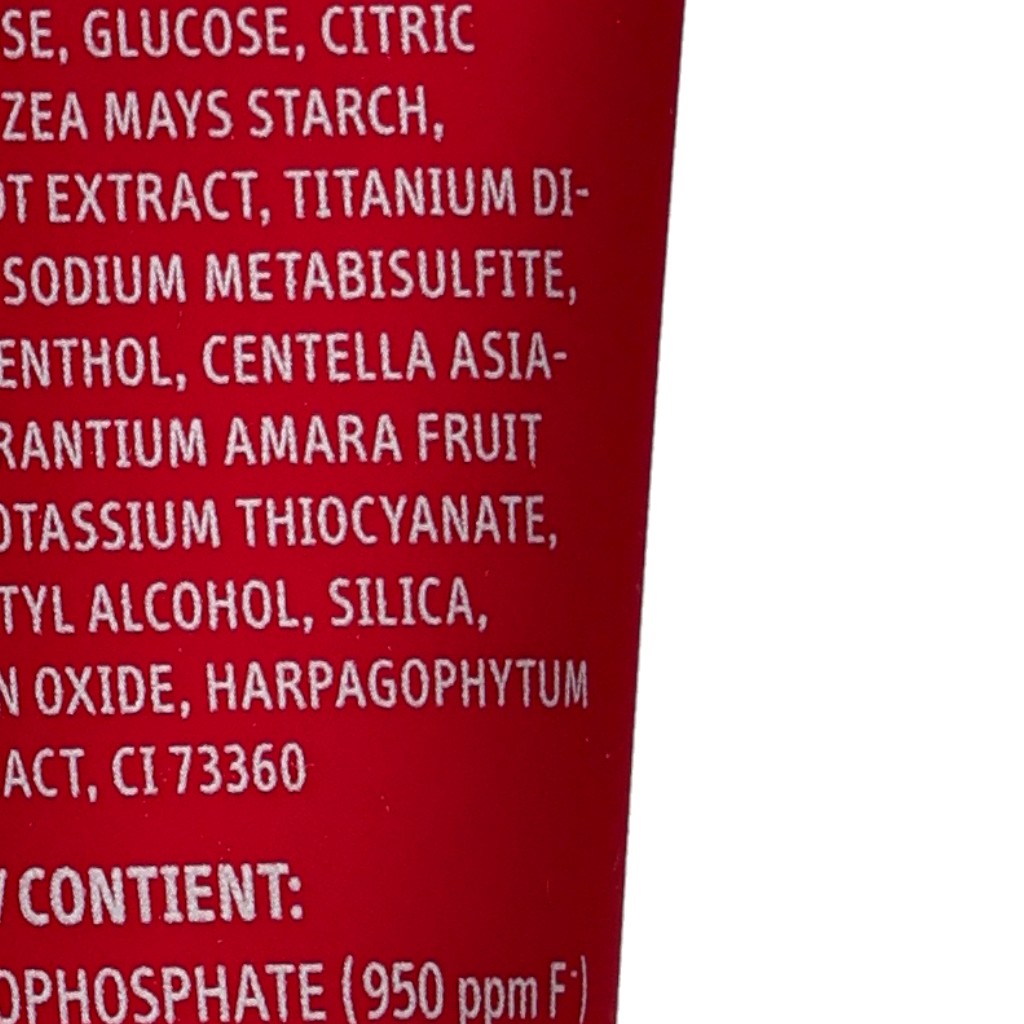 SE, GLUCOSE, CITRIC
ZEA MAYS STARCH,
OT EXTRACT, TITANIUM DI-
SODIUM METABISULFITE,
ENTHOL, CENTELLA ASIA-
RANTIUM AMARA FRUIT
OTASSIUM THIOCYANATE,
TYL ALCOHOL, SILICA,
N OXIDE, HARPAGOPHYTUM
ACT, CI 73360
/ CONTIENT:
OPHOSPHATE (950 ppm F⁻)